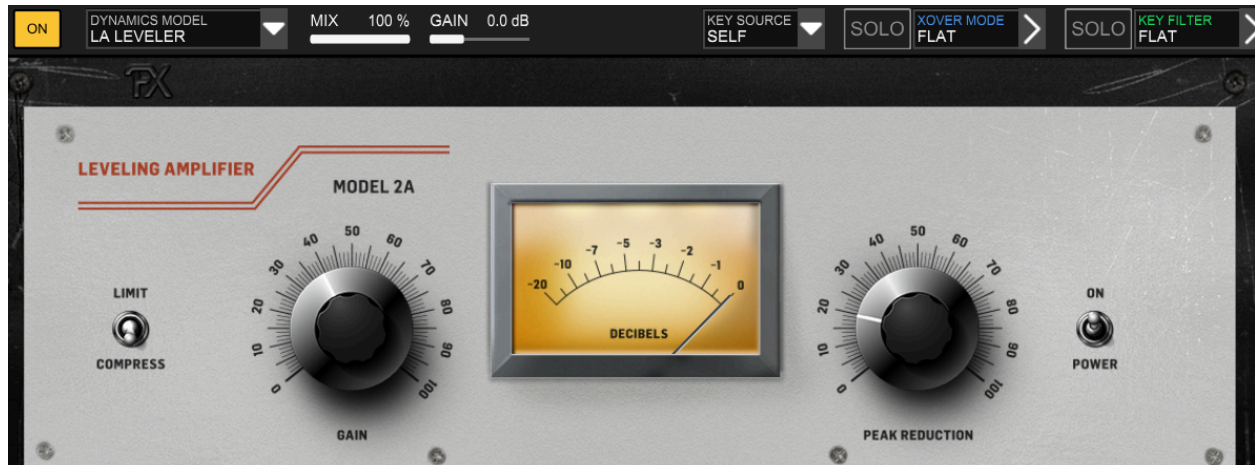 ON
DYNAMICS MODEL
LA LEVELER
MIX 100 %
GAIN 0.0 dB
KEY SOURCE
SELF
SOLO
XOVER MODE
FLAT
SOLO
KEY FILTER
FLAT
FX
LEVELING AMPLIFIER
MODEL 2A
LIMIT
COMPRESS
0 10 20 30 40 50 60 70 80 90 100
GAIN
-20 -10 -7 -5 -3 -2 -1 0
DECIBELS
0 10 20 30 40 50 60 70 80 90 100
PEAK REDUCTION
ON
POWER